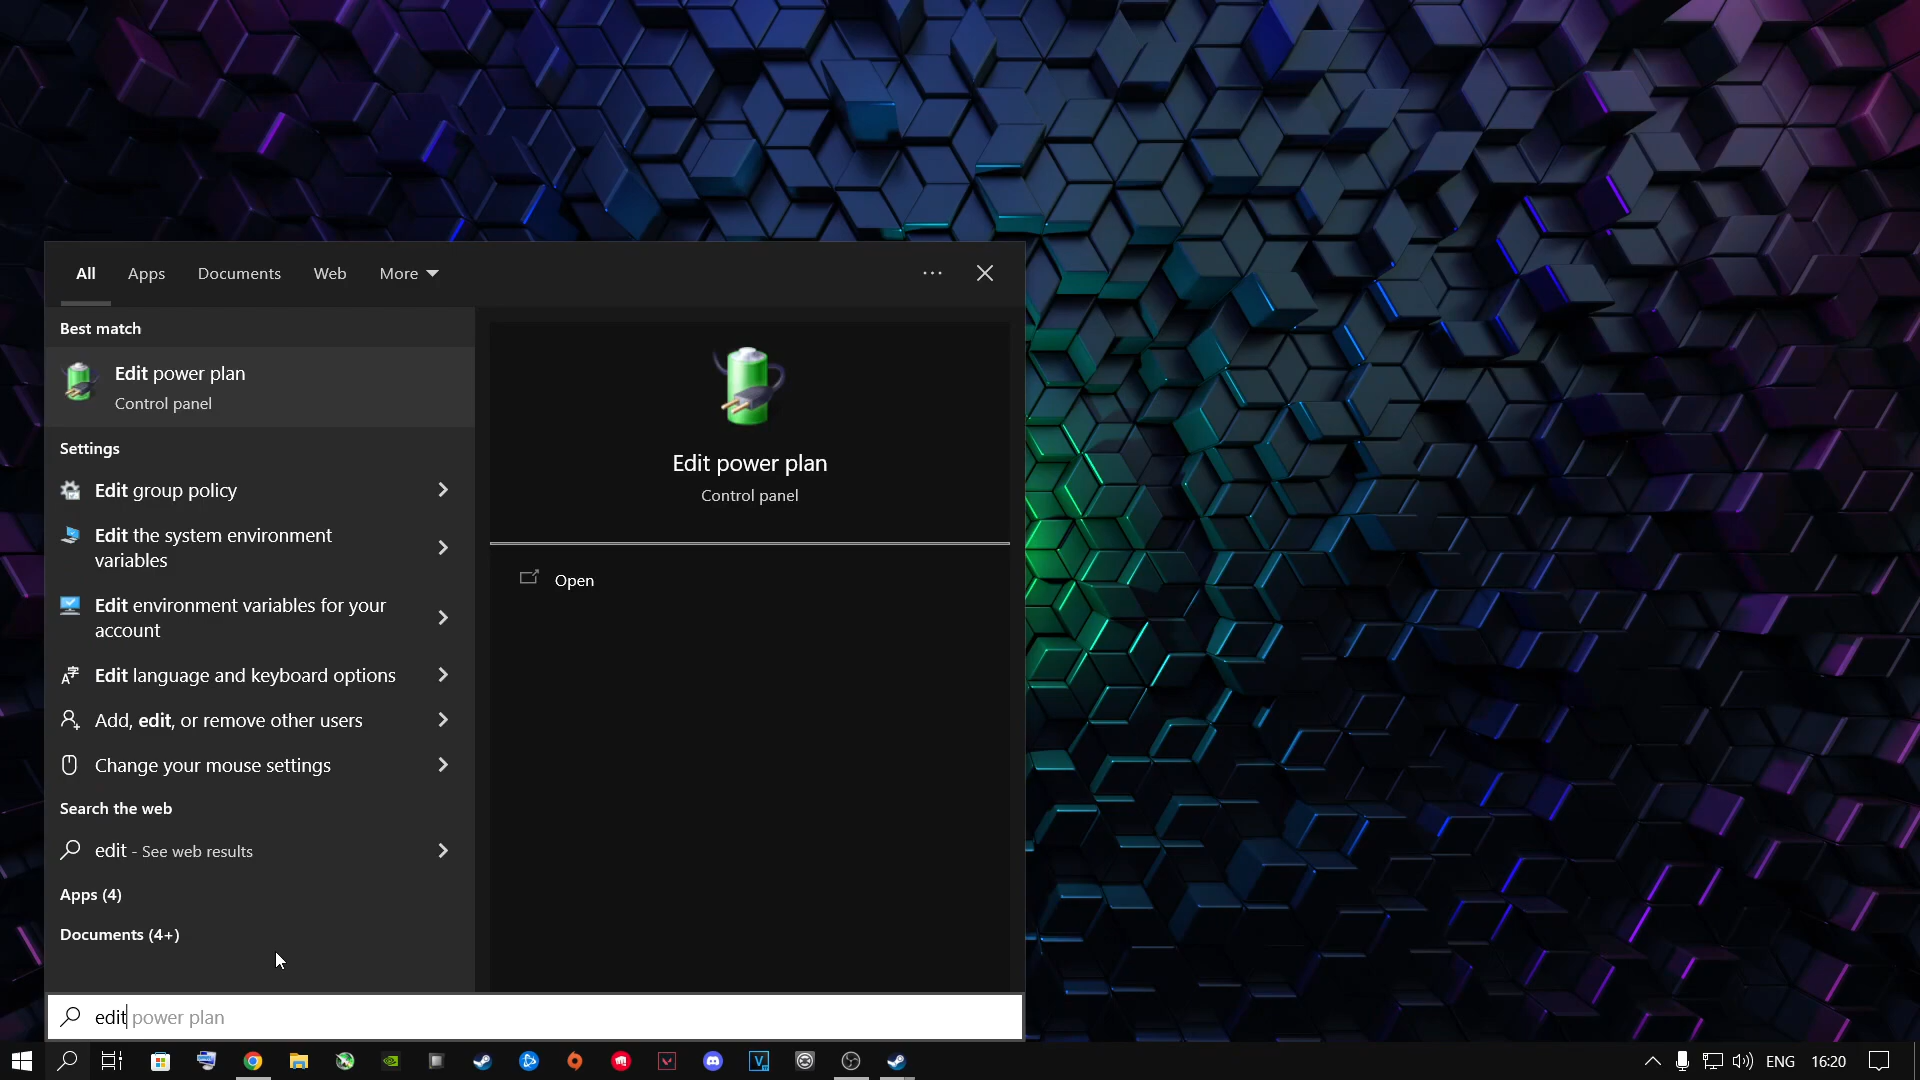 All Apps Documents Web More
Best match
Edit power plan
Control panel
Settings
Edit group policy
Edit the system environment
variables
Edit environment variables for your
account
Edit language and keyboard options
Add, edit, or remove other users
Change your mouse settings
Search the web
edit - See web results
Apps (4)
Documents (4+)
Edit power plan
Control panel
Open
edit power plan
ENG 16:20